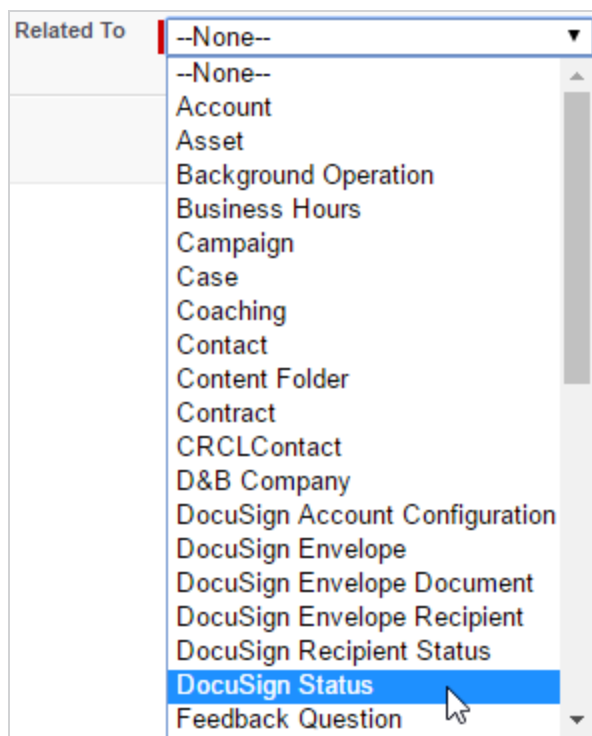 Related To
--None--
--None--
Account
Asset
Background Operation
Business Hours
Campaign
Case
Coaching
Contact
Content Folder
Contract
CRCLContact
D&B Company
DocuSign Account Configuration
DocuSign Envelope
DocuSign Envelope Document
DocuSign Envelope Recipient
DocuSign Recipient Status
DocuSign Status
Feedback Question